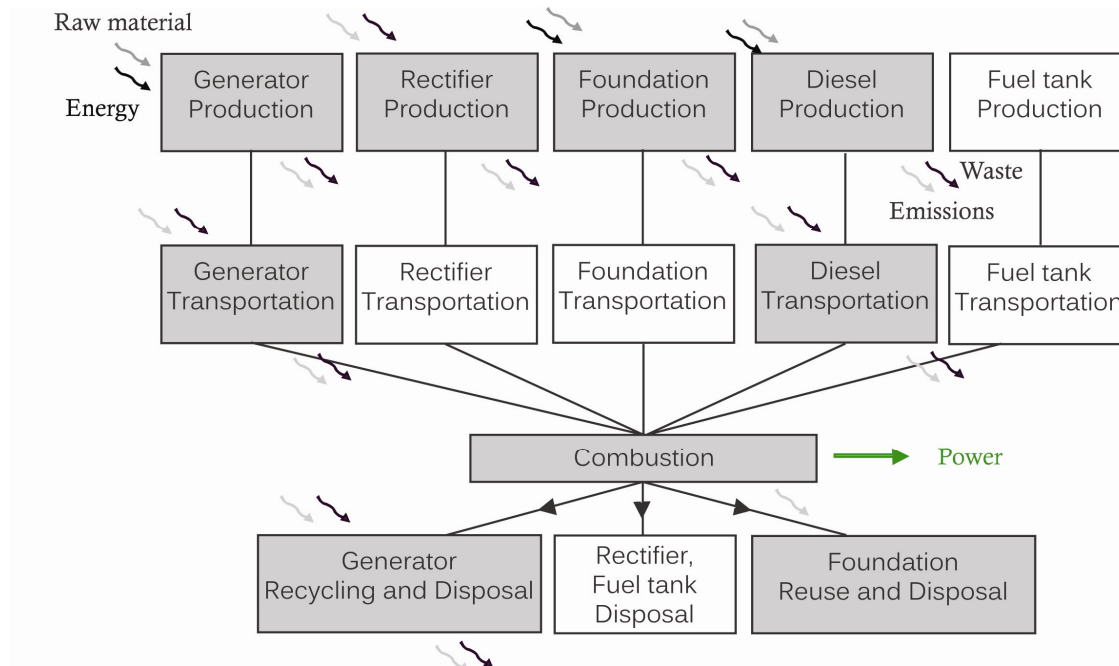 Raw material
Energy
Generator
Production
Rectifier
Production
Foundation
Production
Diesel
Production
Fuel tank
Production
Waste
Emissions
Generator
Transportation
Rectifier
Transportation
Foundation
Transportation
Diesel
Transportation
Fuel tank
Transportation
Combustion
Power
Generator
Recycling and Disposal
Rectifier,
Fuel tank
Disposal
Foundation
Reuse and Disposal